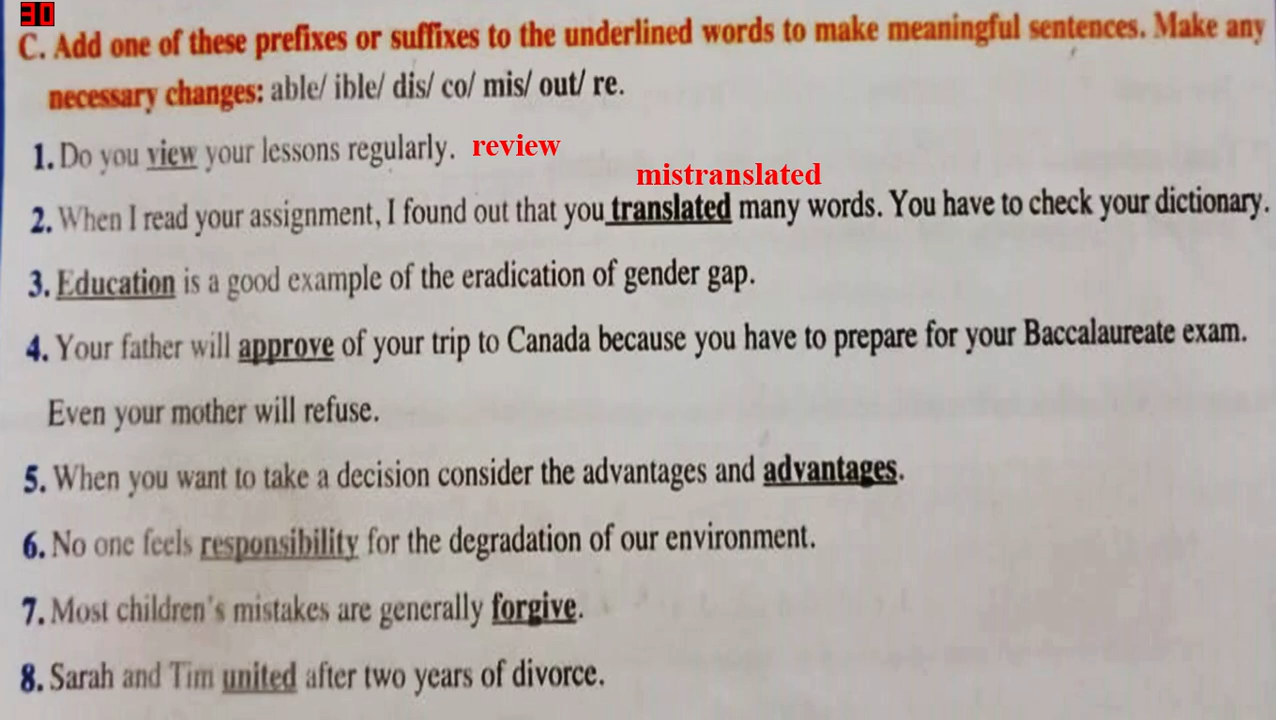 30
C. Add one of these prefixes or suffixes to the underlined words to make meaningful sentences. Make any
necessary changes: able/ ible/ dis/ co/ mis/ out/ re.
1. Do you view your lessons regularly. review
mistranslated
2. When I read your assignment, I found out that you translated many words. You have to check your dictionary.
3. Education is a good example of the eradication of gender gap.
4. Your father will approve of your trip to Canada because you have to prepare for your Baccalaureate exam.
Even your mother will refuse.
5. When you want to take a decision consider the advantages and advantages.
6. No one feels responsibility for the degradation of our environment.
7. Most children's mistakes are generally forgive.
8. Sarah and Tim united after two years of divorce.